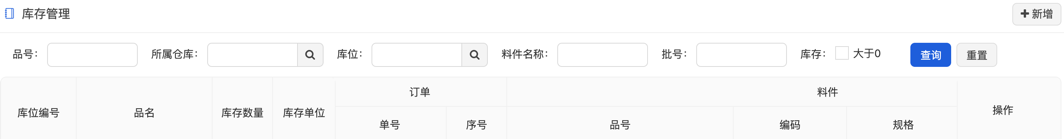 库存管理 新增
品号： 所属仓库： 库位： 料件名称： 批号： 库存： 大于0 查询 重置
订单 料件
库位编号 品名 库存数量 库存单位 操作
单号 序号 品号 编码 规格